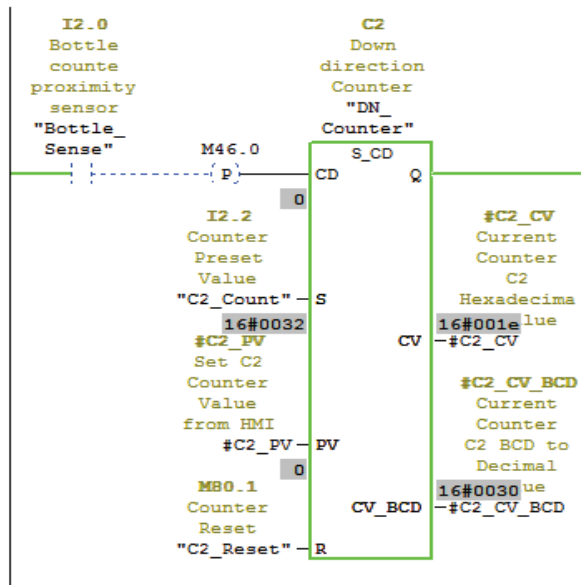 I2.0
Bottle
counte
proximity
sensor
"Bottle_
Sense"
M46.0
P
C2
Down
direction
Counter
"DN_
Counter"
S_CD
CD
Q
0
I2.2
Counter
Preset
Value
"C2_Count"
S
16#0032
#C2_PV
Set C2
Counter
Value
from HMI
#C2_PV
PV
0
M80.1
Counter
Reset
"C2_Reset"
R
#C2_CV
Current
Counter
C2
Hexadecima
16#001e lue
CV
#C2_CV
#C2_CV_BCD
Current
Counter
C2 BCD to
Decimal
16#0030 ue
CV_BCD
#C2_CV_BCD